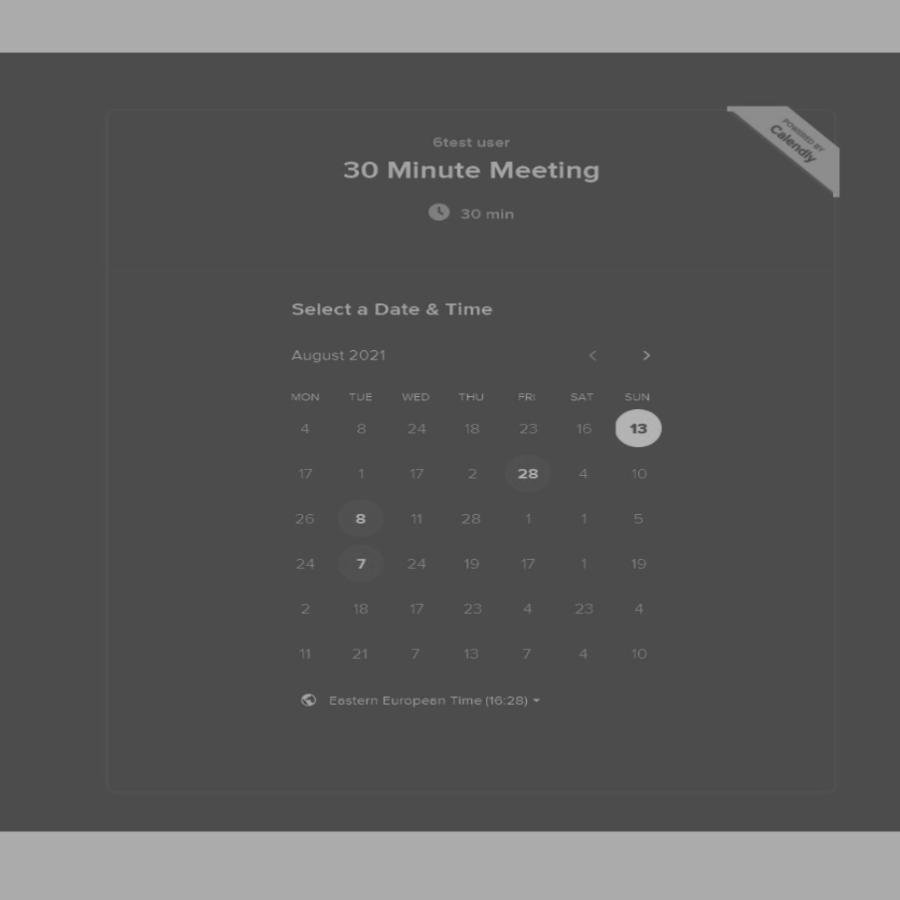 POWERED BY
Calendly
6test user
30 Minute Meeting
30 min
Select a Date & Time
August 2021
MON TUE WED THU FRI SAT SUN
4 8 24 18 23 16 13
17 1 17 2 28 4 10
26 8 11 28 1 1 5
24 7 24 19 17 1 19
2 18 17 23 4 23 4
11 21 7 13 7 4 10
Eastern European Time (16:28)